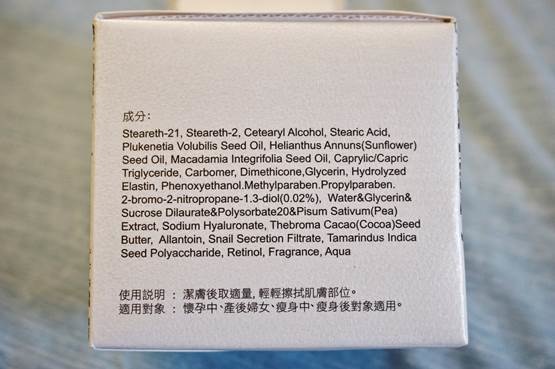 成分:
Steareth-21, Steareth-2, Cetearyl Alcohol, Stearic Acid,
Plukenetia Volubilis Seed Oil, Helianthus Annuns(Sunflower)
Seed Oil, Macadamia Integrifolia Seed Oil, Caprylic/Capric
Triglyceride, Carbomer, Dimethicone,Glycerin, Hydrolyzed
Elastin, Phenoxyethanol.Methylparaben.Propylparaben.
2-bromo-2-nitropropane-1.3-diol(0.02%), Water&Glycerin&
Sucrose Dilaurate&Polysorbate20&Pisum Sativum(Pea)
Extract, Sodium Hyaluronate, Thebroma Cacao(Cocoa)Seed
Butter, Allantoin, Snail Secretion Filtrate, Tamarindus Indica
Seed Polyaccharide, Retinol, Fragrance, Aqua
使用説明 : 潔膚後取適量, 輕輕擦拭肌膚部位。
適用對象 : 懷孕中、產後婦女、瘦身中、瘦身後對象適用。